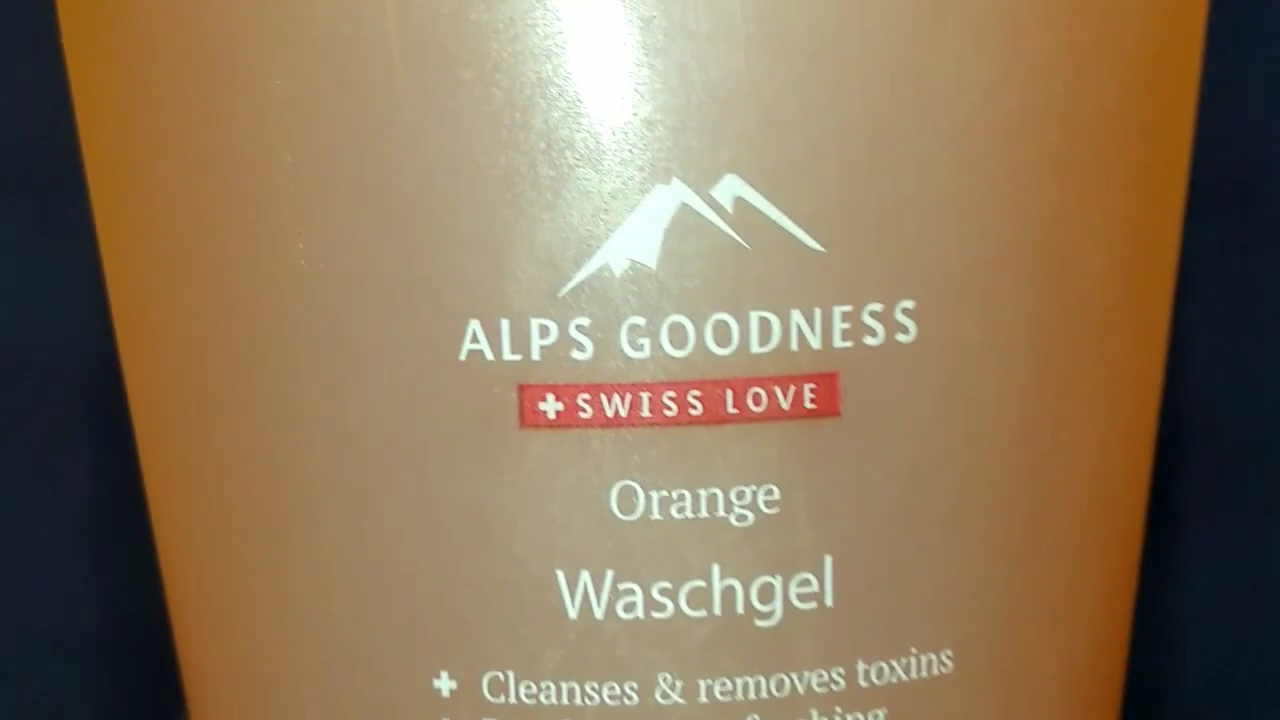 ALPS GOODNESS
+ SWISS LOVE
Orange
Waschgel
+ Cleanses & removes toxins